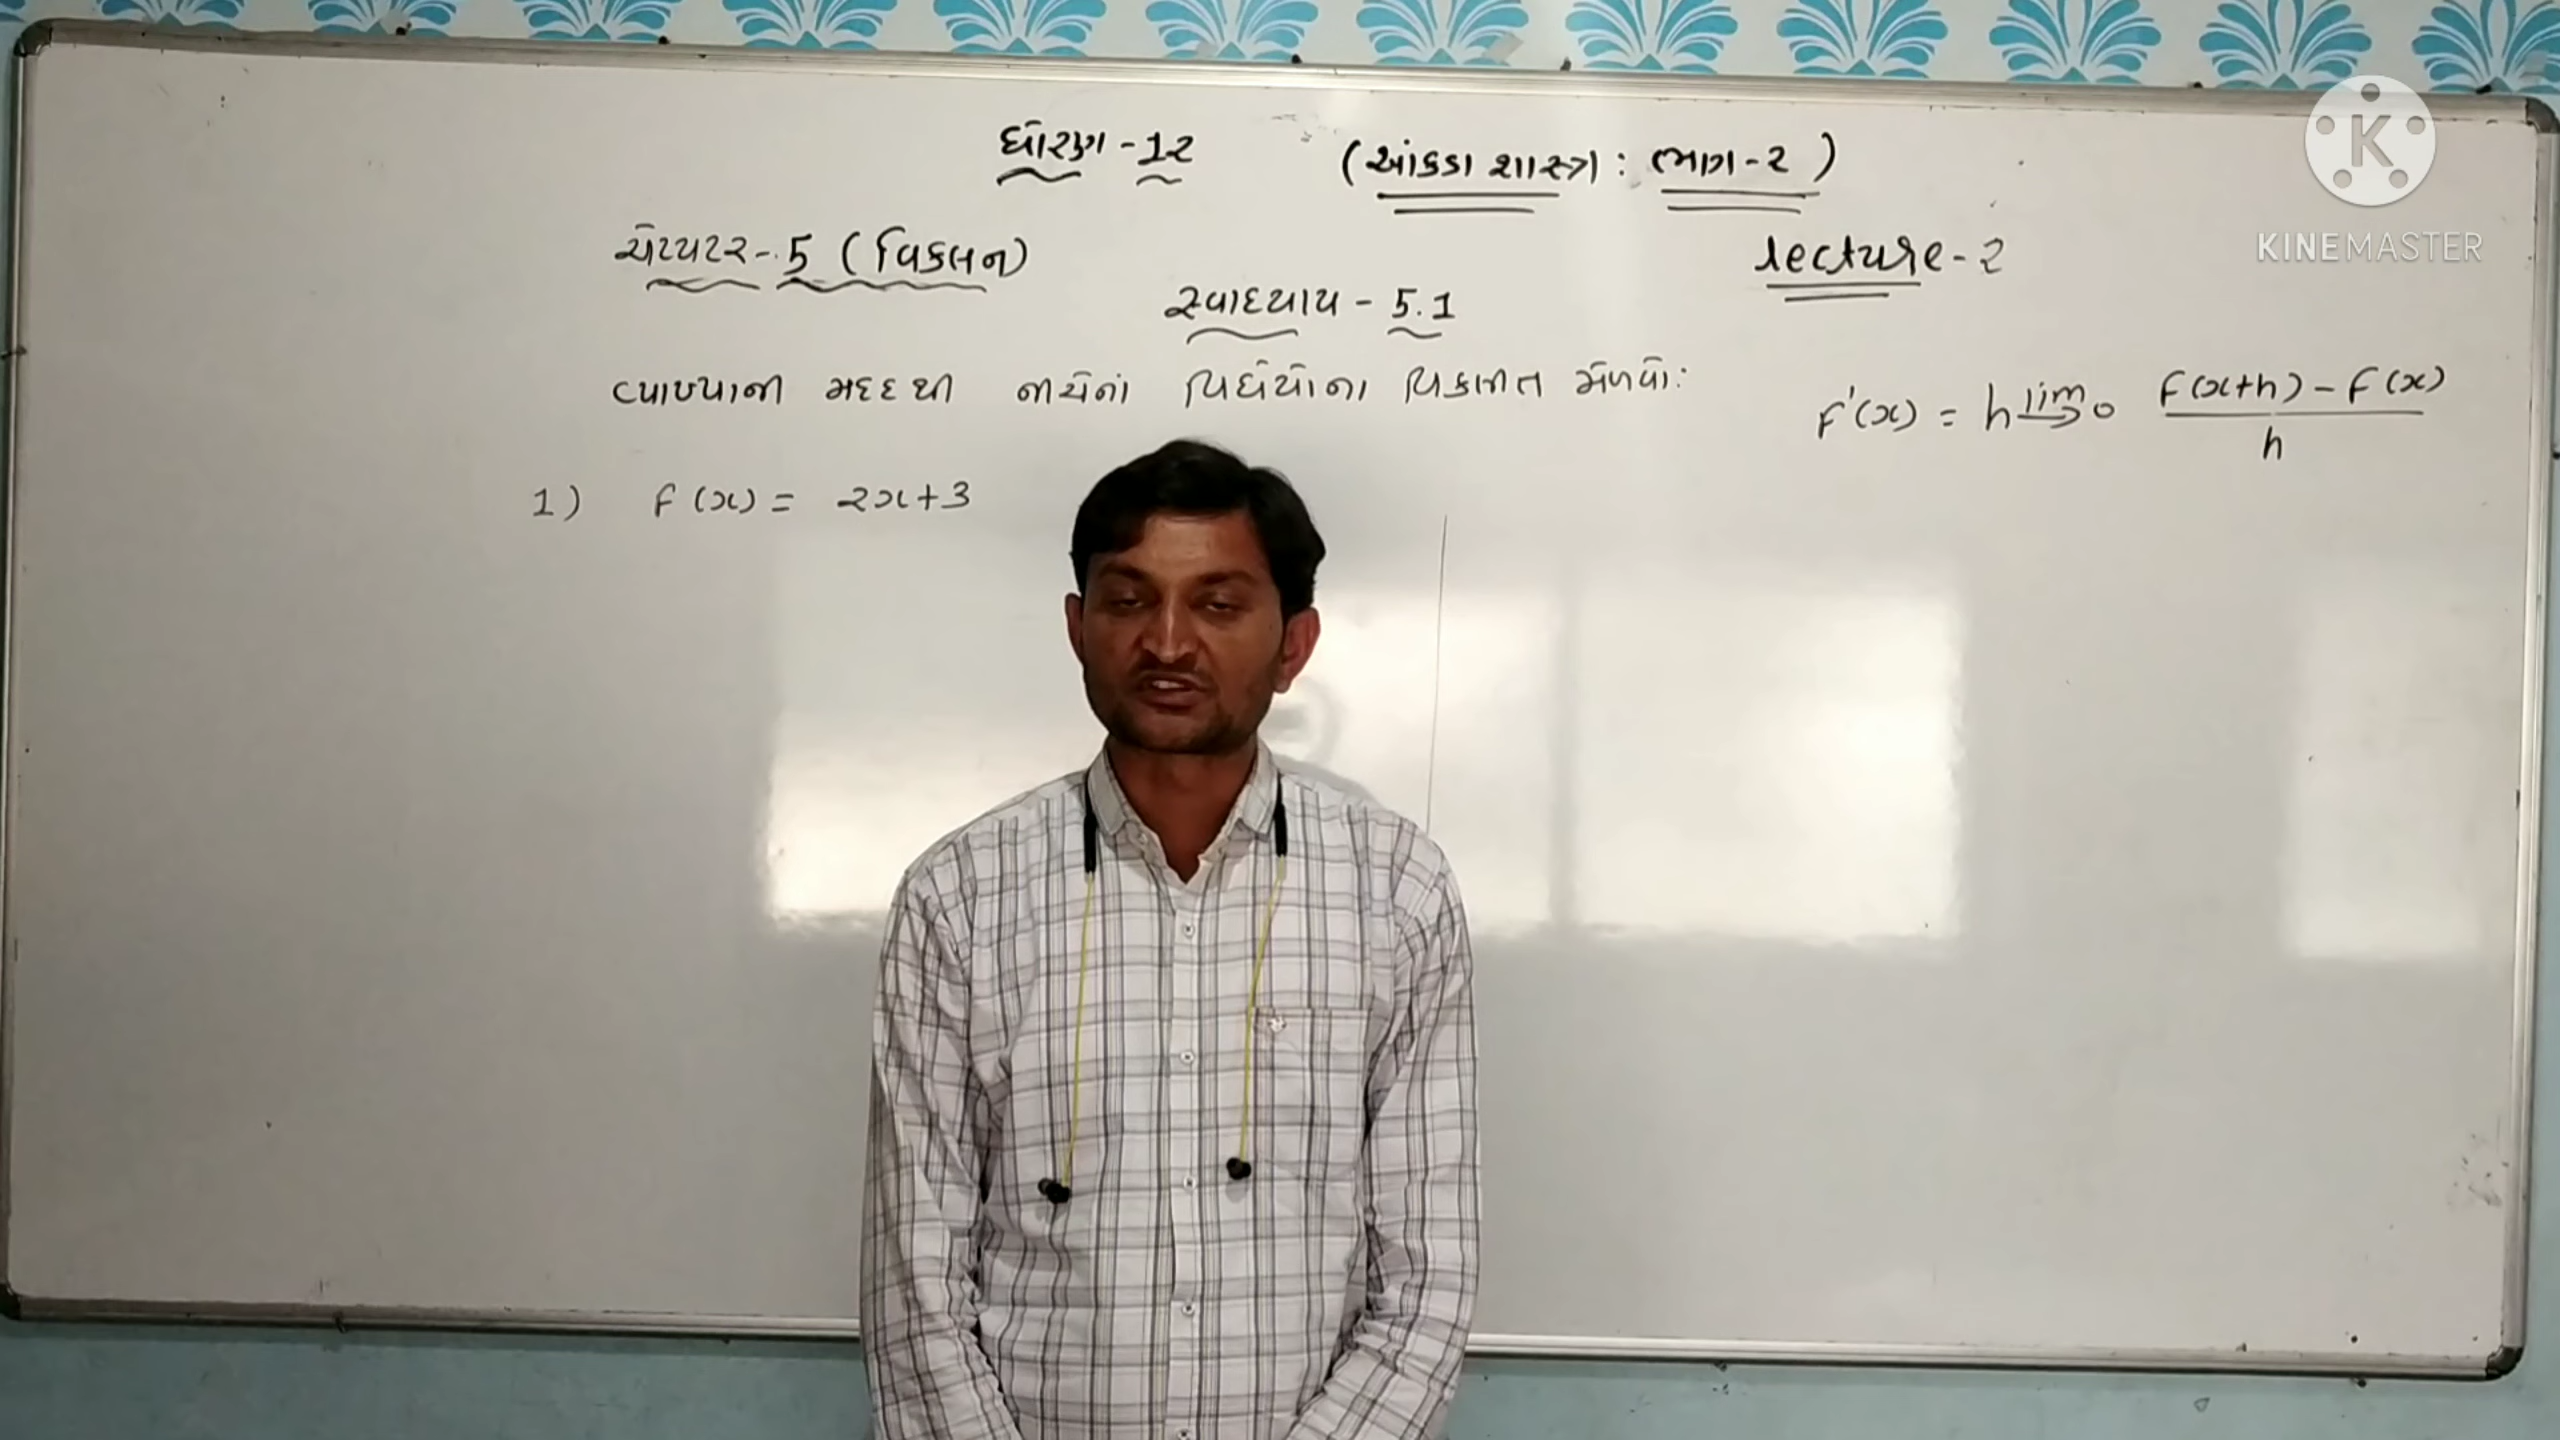 ધોરણ - 12 (આંકડાશાસ્ત્ર : ભાગ - 2)
ચેપ્ટર - 5 (વિકલન) lecture - 2
સ્વાધ્યાય - 5.1
વ્યાખ્યાની મદદથી નીચેનાં વિધેયોના વિકલીત મેળવો:
F'(x) = h lim→0 F(x+h) - F(x) / h
1) F(x) = 2x+3
K
KINEMASTER